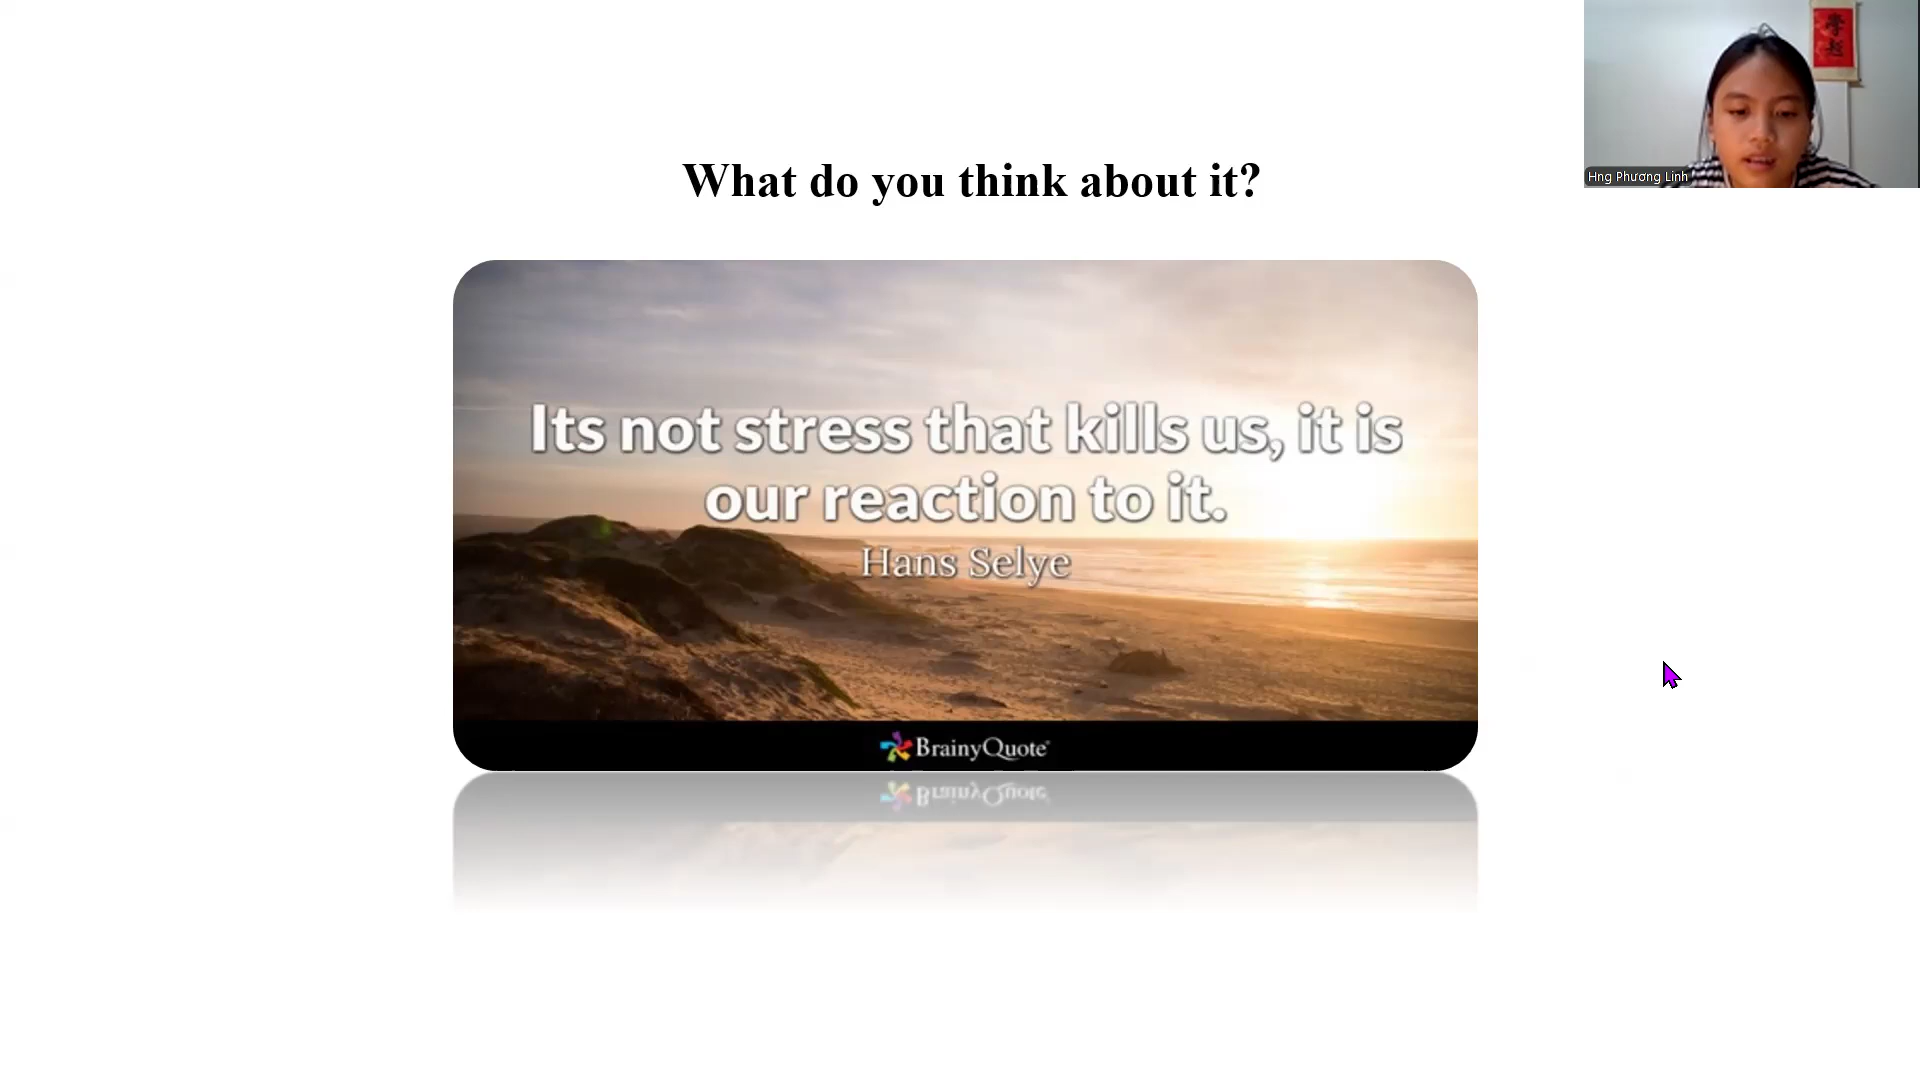 What do you think about it?
Hng Phương Linh
Its not stress that kills us, it is
our reaction to it.
Hans Selye
BrainyQuote
BrainyQuote